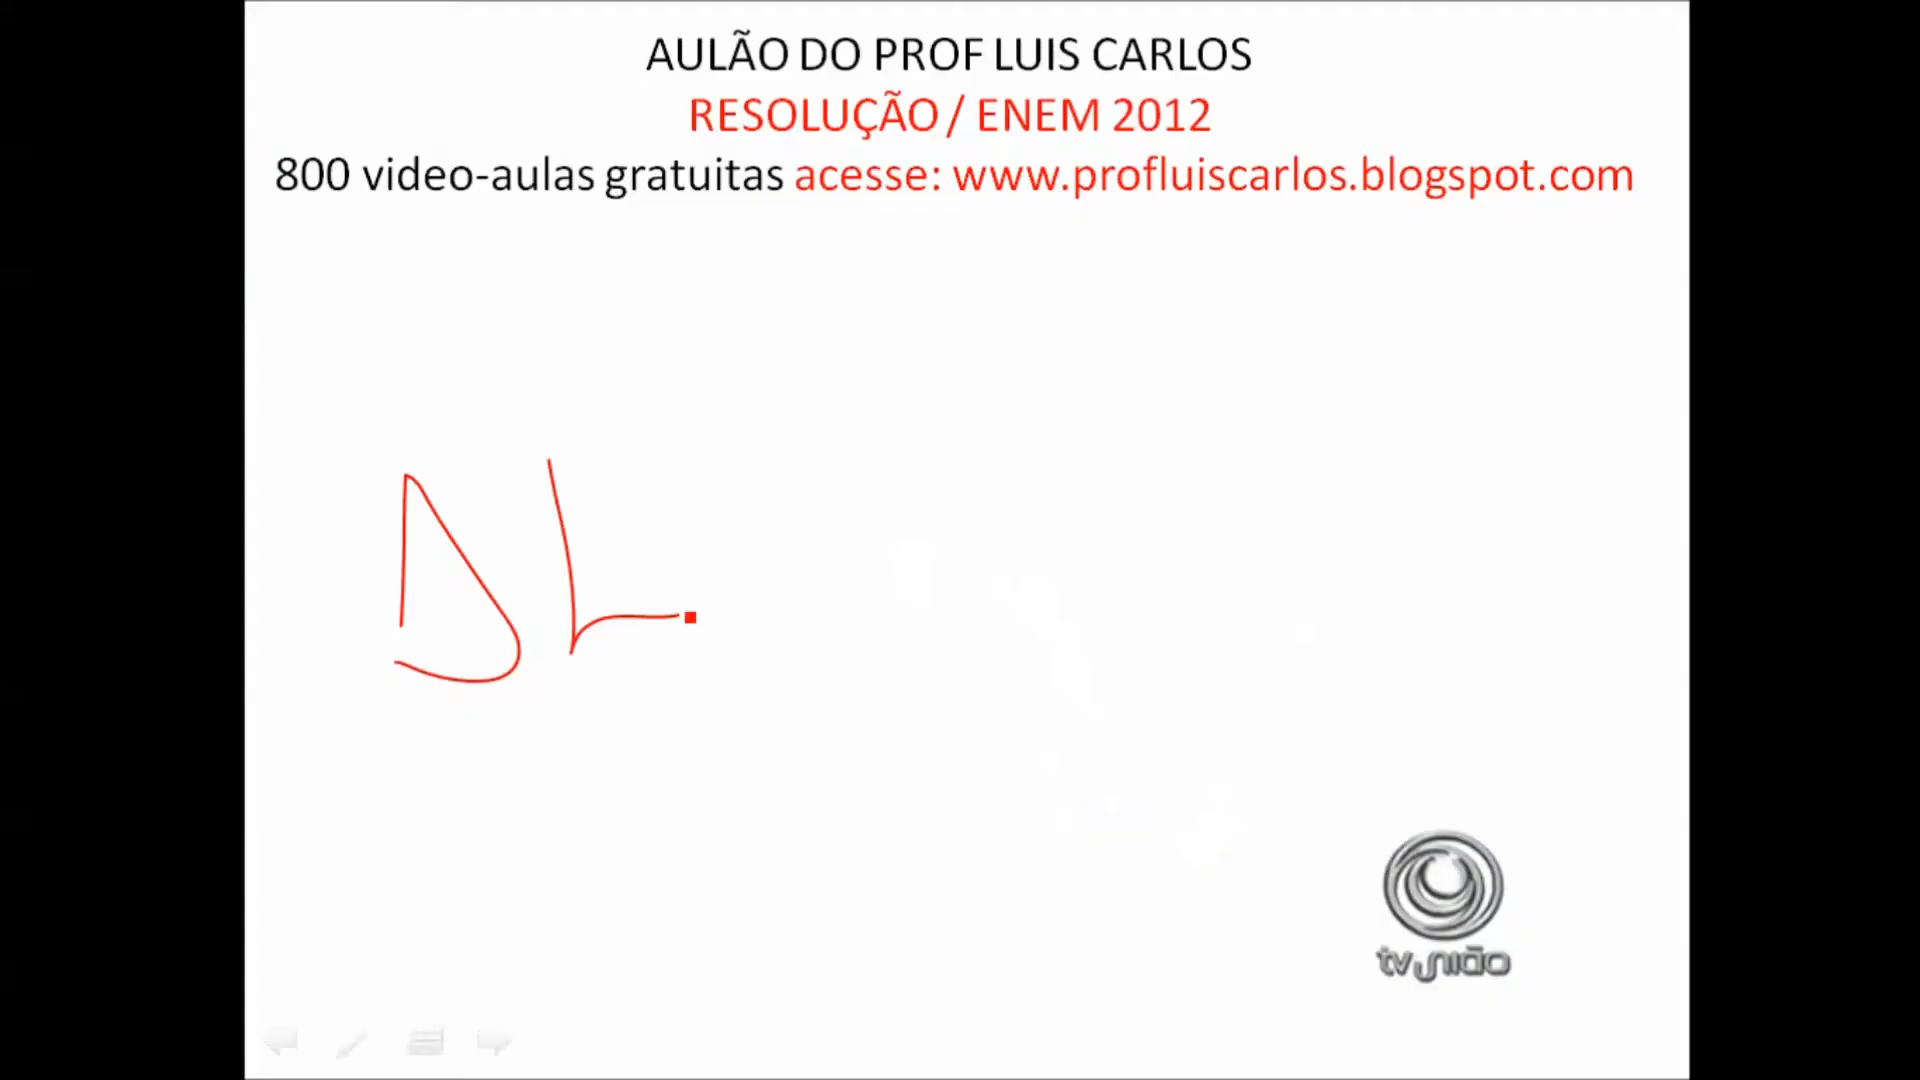 AULÃO DO PROF LUIS CARLOS
RESOLUÇÃO / ENEM 2012
800 video-aulas gratuitas acesse: www.profluiscarlos.blogspot.com
DL
tv união